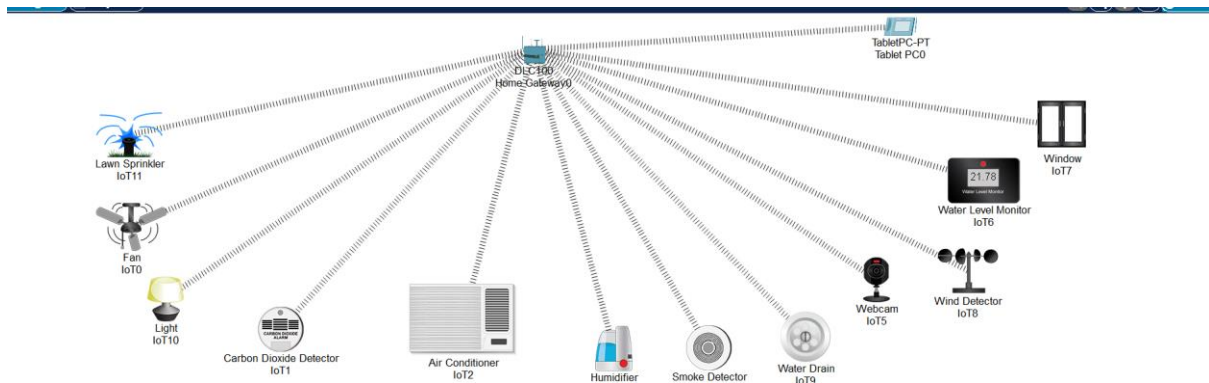 TabletPC-PT
Tablet PC0
DLC100
Home Gateway0
Lawn Sprinkler
IoT11
Window
IoT7
21.78
Water Level Monitor
Water Level Monitor
IoT6
Fan
IoT0
Light
IoT10
CARBON DIOXIDE
ALARM
Carbon Dioxide Detector
IoT1
Air Conditioner
IoT2
Humidifier
Smoke Detector
Water Drain
IoT9
Webcam
IoT5
Wind Detector
IoT8